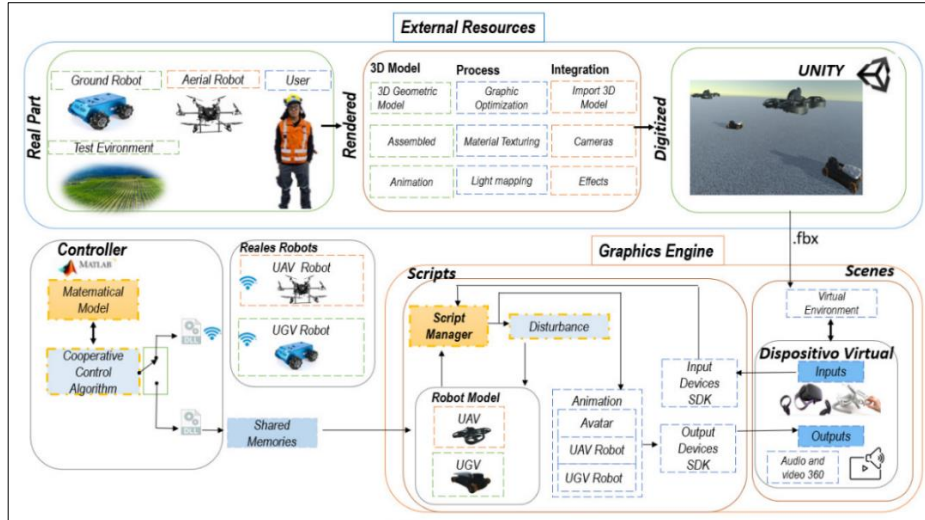 External Resources
Real Part
Ground Robot
Aerial Robot
User
Test Evironment
Rendered
3D Model
Process
Integration
3D Geometric
Model
Graphic
Optimization
Import 3D
Model
Assembled
Material Texturing
Cameras
Animation
Light mapping
Effects
Digitized
UNITY
.fbx
Controller
MATLAB
Matematical
Model
Cooperative
Control
Algorithm
DLL
DLL
Reales Robots
UAV Robot
UGV Robot
Shared
Memories
Graphics Engine
Scripts
Script
Manager
Disturbance
Robot Model
UAV
UGV
Animation
Avatar
UAV Robot
UGV Robot
Input
Devices
SDK
Output
Devices
SDK
Scenes
Virtual
Environment
Dispositivo Virtual
Inputs
Outputs
Audio and
video 360